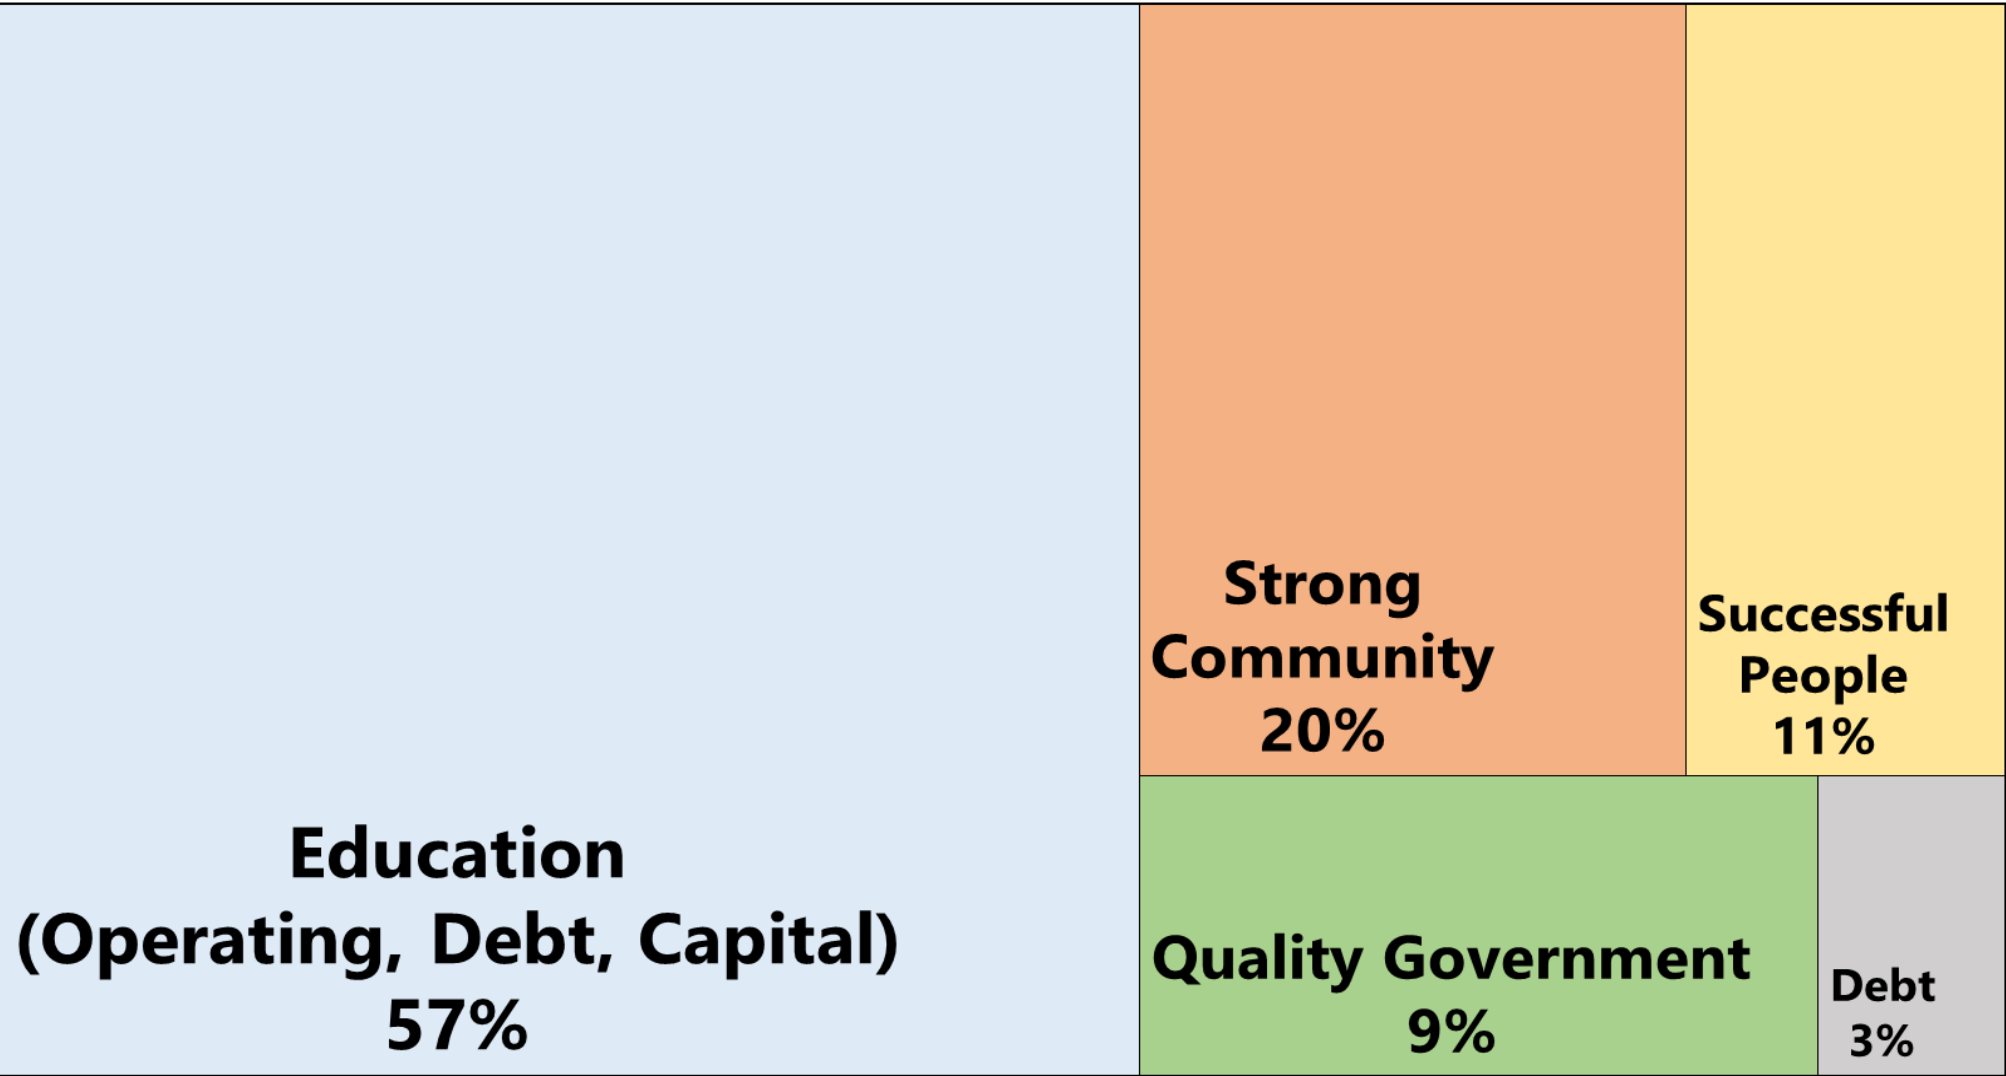 Education
(Operating, Debt, Capital)
57%
Strong
Community
20%
Successful
People
11%
Quality Government
9%
Debt
3%